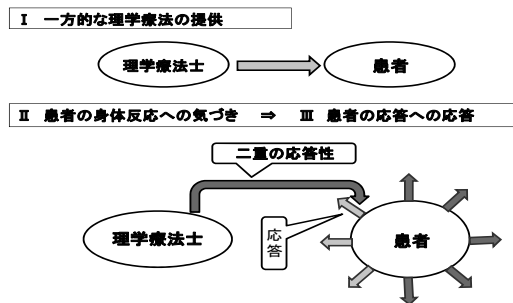 Ⅰ 一方的な理学療法の提供
理学療法士
患者
Ⅱ 患者の身体反応への気づき ⇒ Ⅲ 患者の応答への応答
二重の応答性
理学療法士
応答
患者